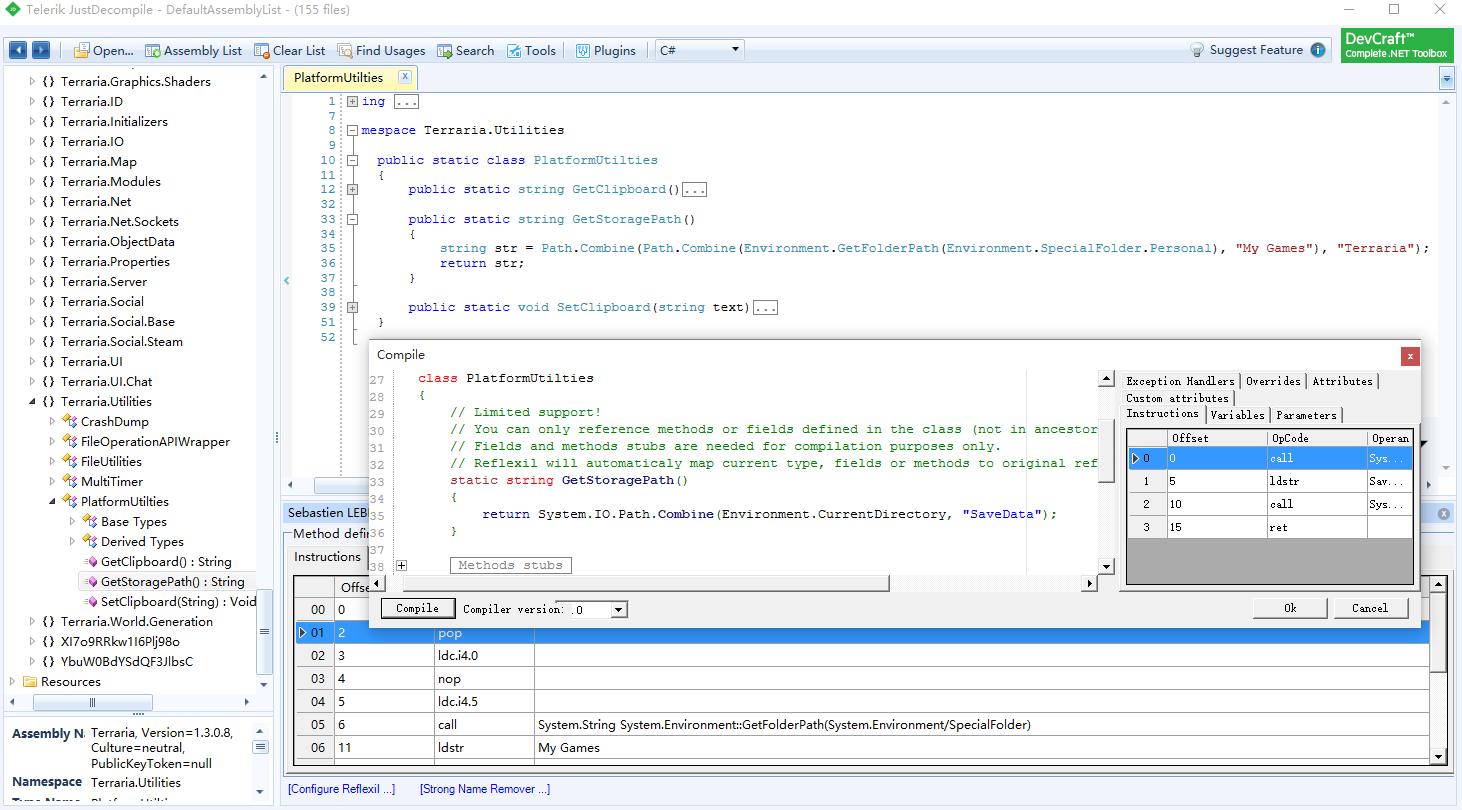 Telerik JustDecompile - DefaultAssemblyList - (155 files)
Open... Assembly List Clear List Find Usages Search Tools Plugins C# Suggest Feature
DevCraft™
Complete .NET Toolbox
{} Terraria.Graphics.Shaders
{} Terraria.ID
{} Terraria.Initializers
{} Terraria.IO
{} Terraria.Map
{} Terraria.Modules
{} Terraria.Net
{} Terraria.Net.Sockets
{} Terraria.ObjectData
{} Terraria.Properties
{} Terraria.Server
{} Terraria.Social
{} Terraria.Social.Base
{} Terraria.Social.Steam
{} Terraria.UI
{} Terraria.UI.Chat
{} Terraria.Utilities
CrashDump
FileOperationAPIWrapper
FileUtilities
MultiTimer
PlatformUtilties
Base Types
Derived Types
GetClipboard() : String
GetStoragePath() : String
SetClipboard(String) : Void
{} Terraria.World.Generation
{} XI7o9RRkw1I6Plj98o
{} YbuW0BdYSdQF3JlbsC
Resources
Assembly N Terraria, Version=1.3.0.8,
Culture=neutral,
PublicKeyToken=null
Namespace Terraria.Utilities
PlatformUtilties x
1 ing ...
7
8 mespace Terraria.Utilities
9
10 public static class PlatformUtilties
11 {
12 public static string GetClipboard()...
32
33 public static string GetStoragePath()
34 {
35 string str = Path.Combine(Path.Combine(Environment.GetFolderPath(Environment.SpecialFolder.Personal), "My Games"), "Terraria");
36 return str;
37 }
38
39 public static void SetClipboard(string text)...
51 }
52
Compile x
27 class PlatformUtilties
28 {
29 // Limited support!
30 // You can only reference methods or fields defined in the class (not in ancestor
31 // Fields and methods stubs are needed for compilation purposes only.
32 // Reflexil will automaticaly map current type, fields or methods to original ref
33 static string GetStoragePath()
34 {
35 return System.IO.Path.Combine(Environment.CurrentDirectory, "SaveData");
36 }
37
38 Methods stubs
Compile Compiler version: .0
Exception Handlers Overrides Attributes
Custom attributes
Instructions Variables Parameters
Offset OpCode Operan
0 0 call Sys...
1 5 ldstr Sav...
2 10 call Sys...
3 15 ret
Ok Cancel
Sebastien LEB
Method defin
Instructions
Offse
00 0
01 2 pop
02 3 ldc.i4.0
03 4 nop
04 5 ldc.i4.5
05 6 call System.String System.Environment::GetFolderPath(System.Environment/SpecialFolder)
06 11 ldstr My Games
[Configure Reflexil ...] [Strong Name Remover ...]